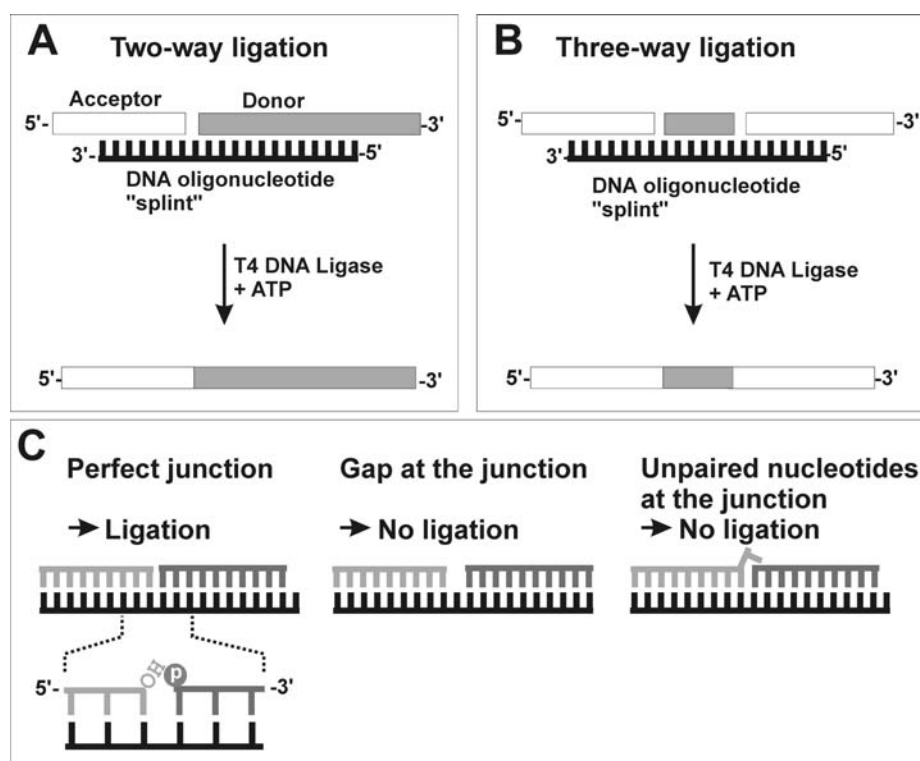 A
Two-way ligation
Acceptor
Donor
5'-
-3'
3'-
-5'
DNA oligonucleotide
"splint"
T4 DNA Ligase
+ ATP
5'-
-3'
B
Three-way ligation
5'-
-3'
3'-
-5'
DNA oligonucleotide
"splint"
T4 DNA Ligase
+ ATP
5'-
-3'
C
Perfect junction
Ligation
OH
P
5'-
-3'
Gap at the junction
No ligation
Unpaired nucleotides
at the junction
No ligation